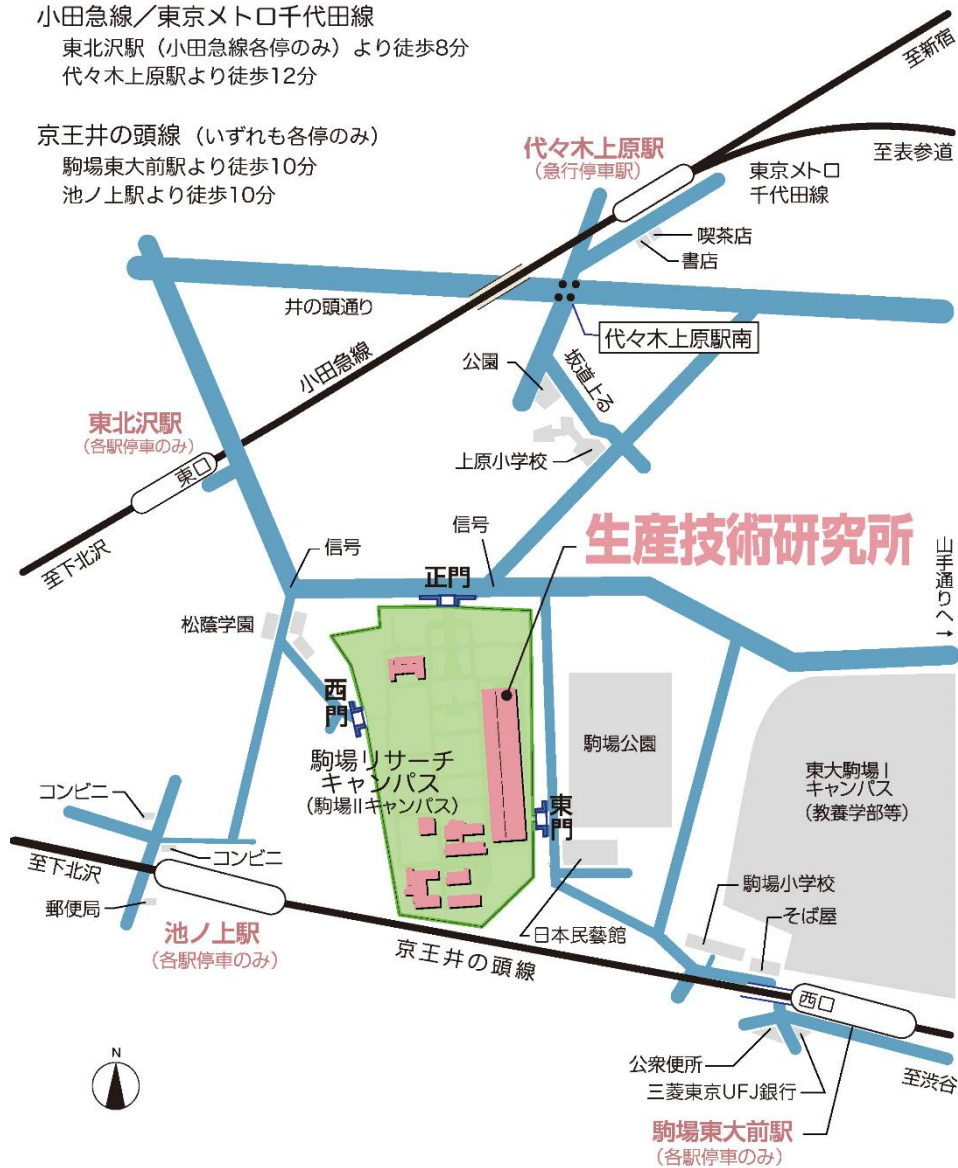 小田急線／東京メトロ千代田線
東北沢駅（小田急線各停のみ）より徒歩8分
代々木上原駅より徒歩12分
京王井の頭線（いずれも各停のみ）
駒場東大前駅より徒歩10分
池ノ上駅より徒歩10分
至新宿
代々木上原駅
（急行停車駅）
至表参道
東京メトロ
千代田線
喫茶店
書店
井の頭通り
代々木上原駅南
小田急線
公園
坂道上る
東北沢駅
（各駅停車のみ）
東口
上原小学校
至下北沢
信号
信号
生産技術研究所
山手通りへ↑
正門
松蔭学園
西門
駒場リサーチ
キャンパス
（駒場IIキャンパス）
駒場公園
東大駒場I
キャンパス
（教養学部等）
東門
コンビニ
コンビニ
至下北沢
郵便局
池ノ上駅
（各駅停車のみ）
京王井の頭線
日本民藝館
駒場小学校
そば屋
西口
公衆便所
三菱東京UFJ銀行
至渋谷
駒場東大前駅
（各駅停車のみ）
N